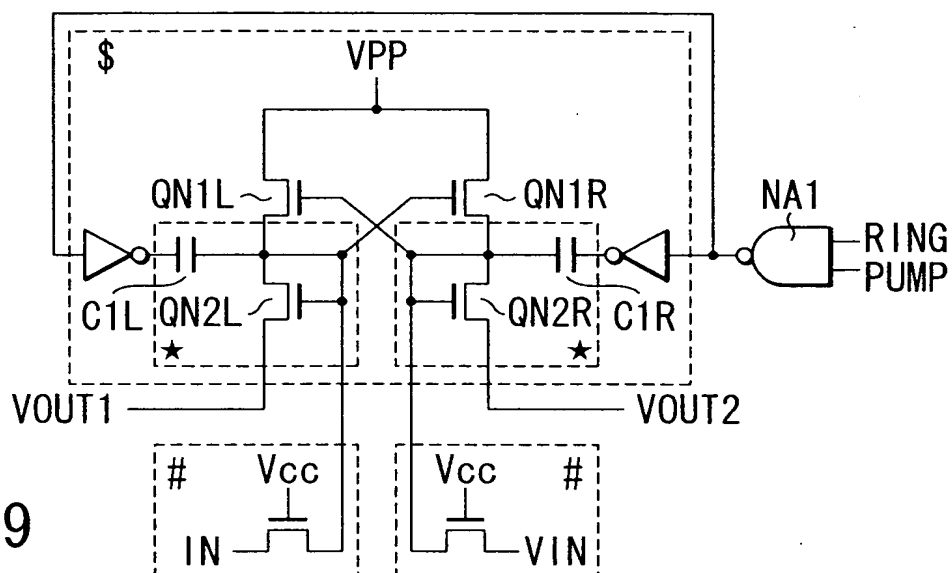 $
VPP
QN1L
QN1R
NA1
RING
PUMP
C1L
QN2L
QN2R
C1R
★
★
VOUT1
VOUT2
#
Vcc
Vcc
#
9
IN
VIN